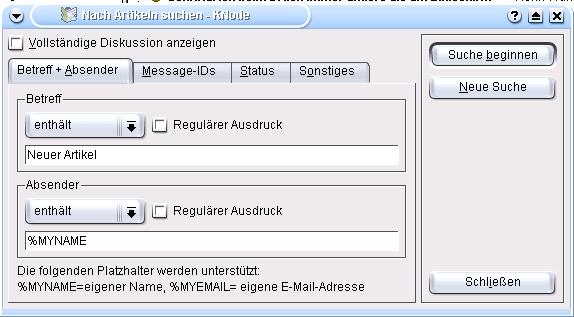 Nach Artikeln suchen - KNode
Vollständige Diskussion anzeigen
Betreff + Absender
Message-IDs
Status
Sonstiges
Betreff
enthält
Regulärer Ausdruck
Neuer Artikel
Absender
enthält
Regulärer Ausdruck
%MYNAME
Die folgenden Platzhalter werden unterstützt:
%MYNAME=eigener Name, %MYEMAIL= eigene E-Mail-Adresse
Suche beginnen
Neue Suche
Schließen